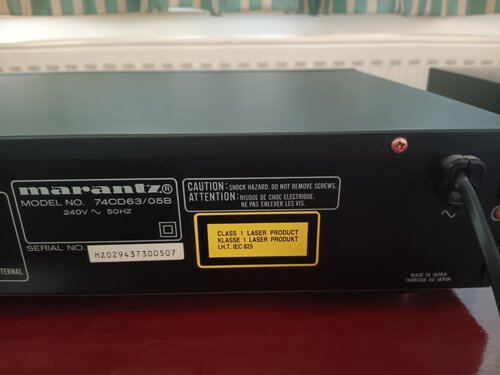 marantz®
MODEL NO. 74CD63/05B
240V ~ 50HZ
SERIAL NO. MZ029437300507
CAUTION: SHOCK HAZARD, DO NOT REMOVE SCREWS.
ATTENTION: RISQUE DE CHOC ELECTRIQUE,
NE PAS ENLEVER LES VIS.
CLASS 1 LASER PRODUCT
KLASSE 1 LASER PRODUKT
I.H.T. IEC 825
~
MADE IN JAPAN
FABRIQUE AU JAPON